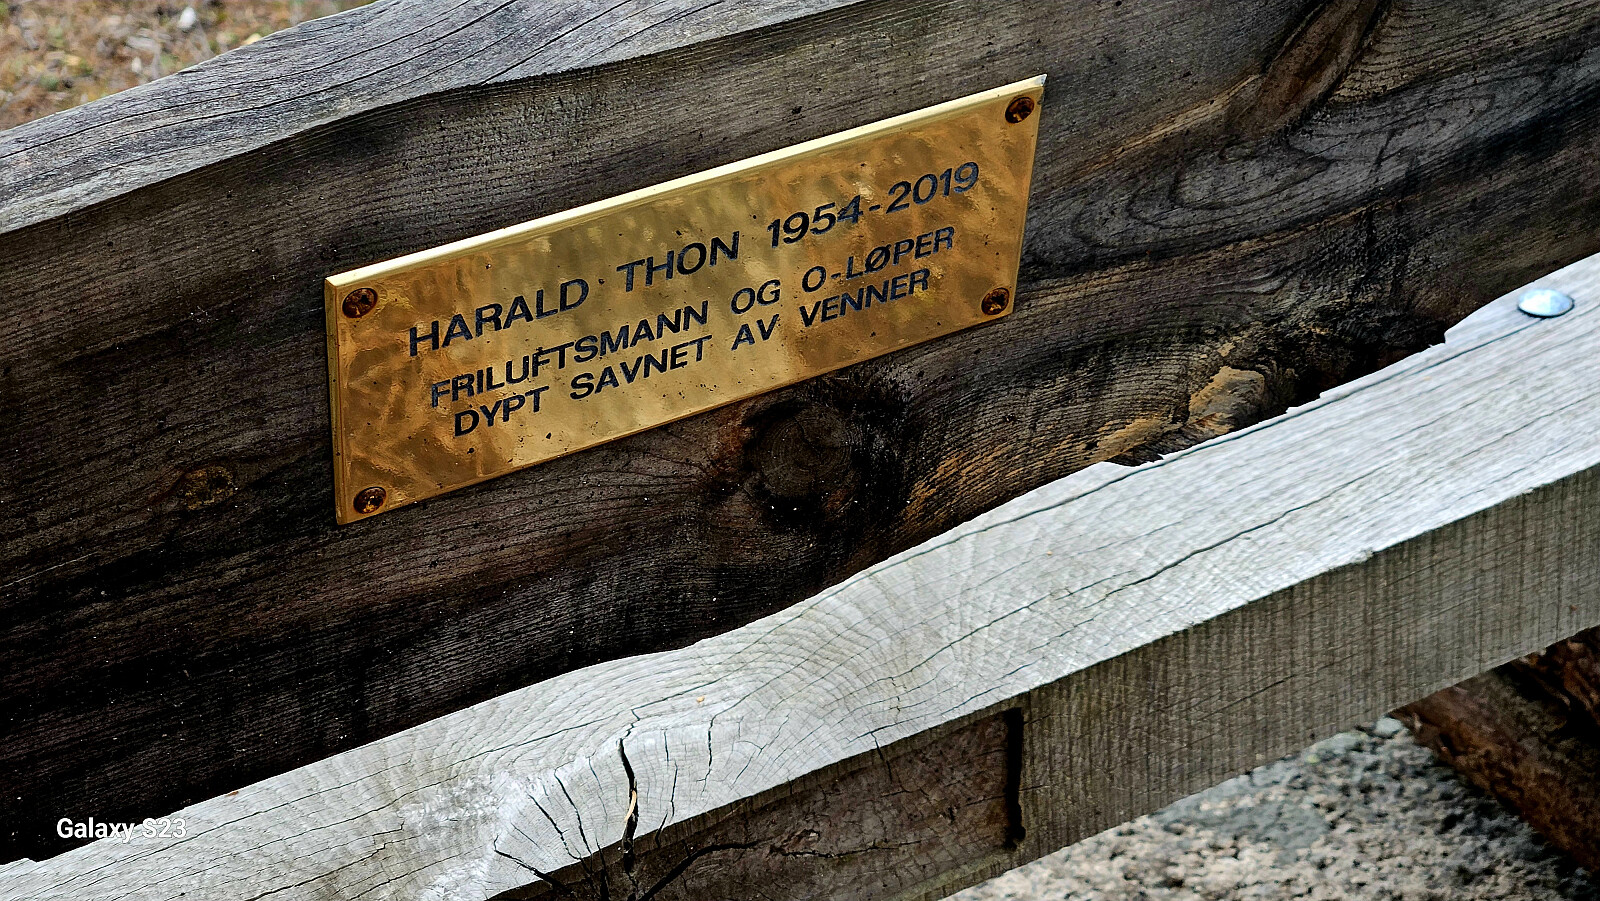 HARALD THON 1954-2019
FRILUFTSMANN OG O-LØPER
DYPT SAVNET AV VENNER
Galaxy S23